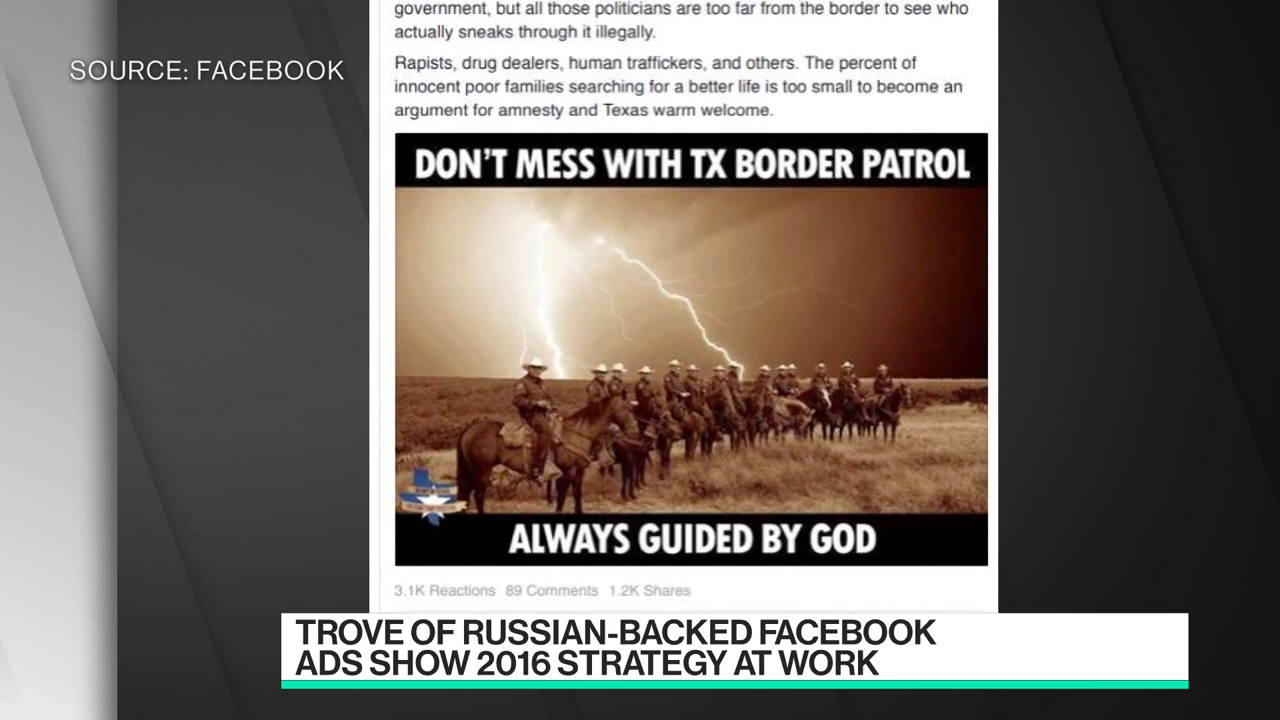 government, but all those politicians are too far from the border to see who
actually sneaks through it illegally.
SOURCE: FACEBOOK
Rapists, drug dealers, human traffickers, and others. The percent of
innocent poor families searching for a better life is too small to become an
argument for amnesty and Texas warm welcome.
DON'T MESS WITH TX BORDER PATROL
ALWAYS GUIDED BY GOD
3.1K Reactions 89 Comments 1.2K Shares
TROVE OF RUSSIAN-BACKED FACEBOOK
ADS SHOW 2016 STRATEGY AT WORK